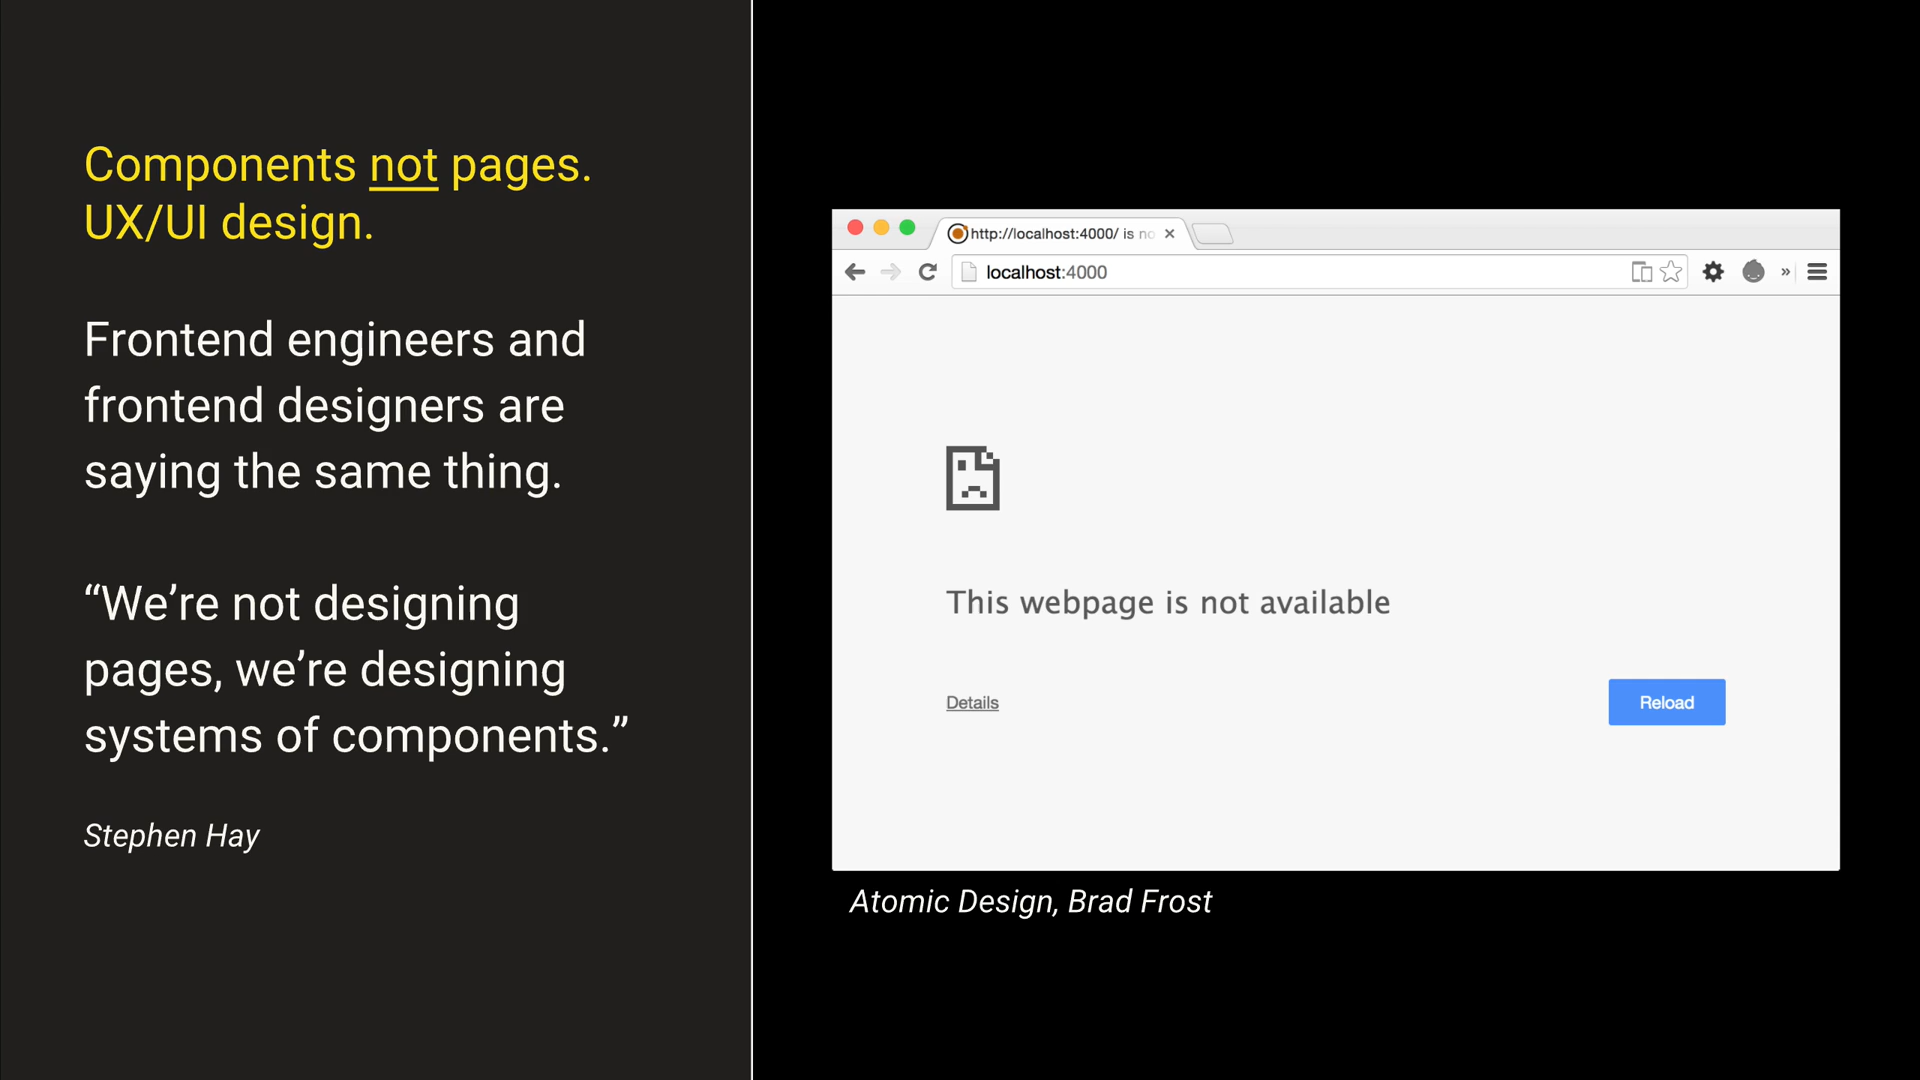 Components not pages.
UX/UI design.
Frontend engineers and
frontend designers are
saying the same thing.
“We’re not designing
pages, we’re designing
systems of components.”
Stephen Hay
http://localhost:4000/ is no
localhost:4000
This webpage is not available
Details
Reload
Atomic Design, Brad Frost